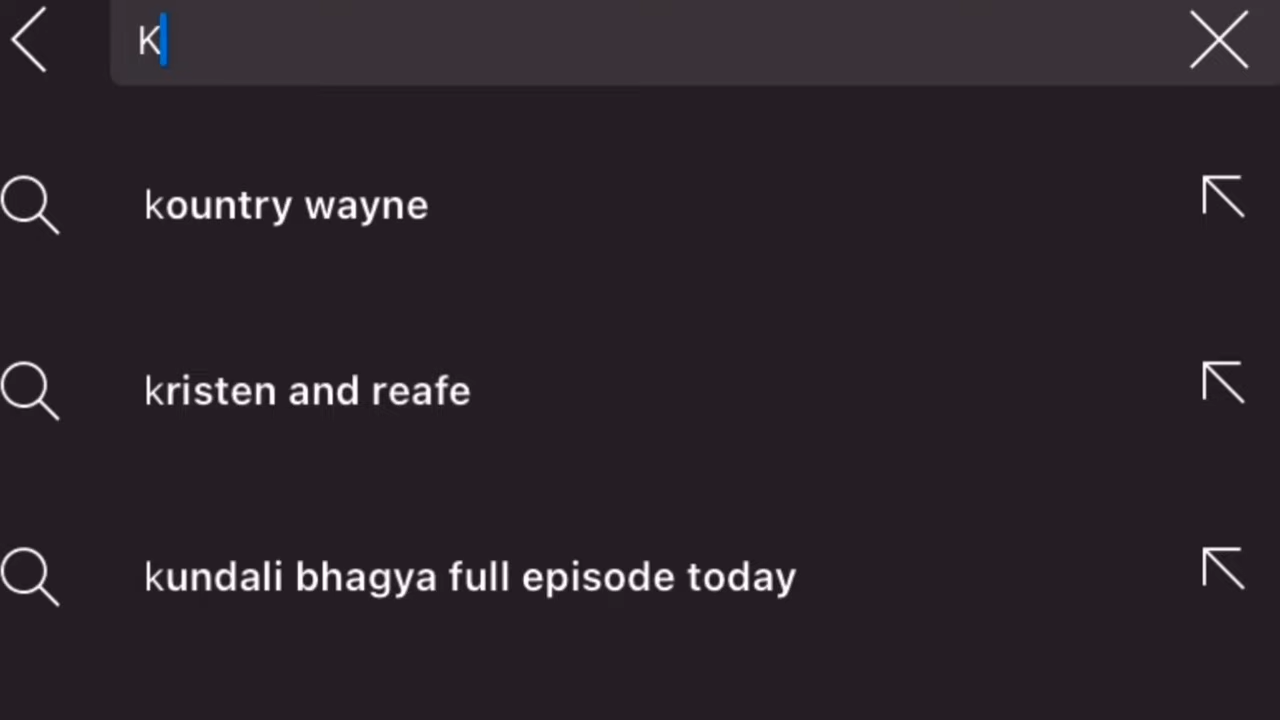 K
kountry wayne
kristen and reafe
kundali bhagya full episode today